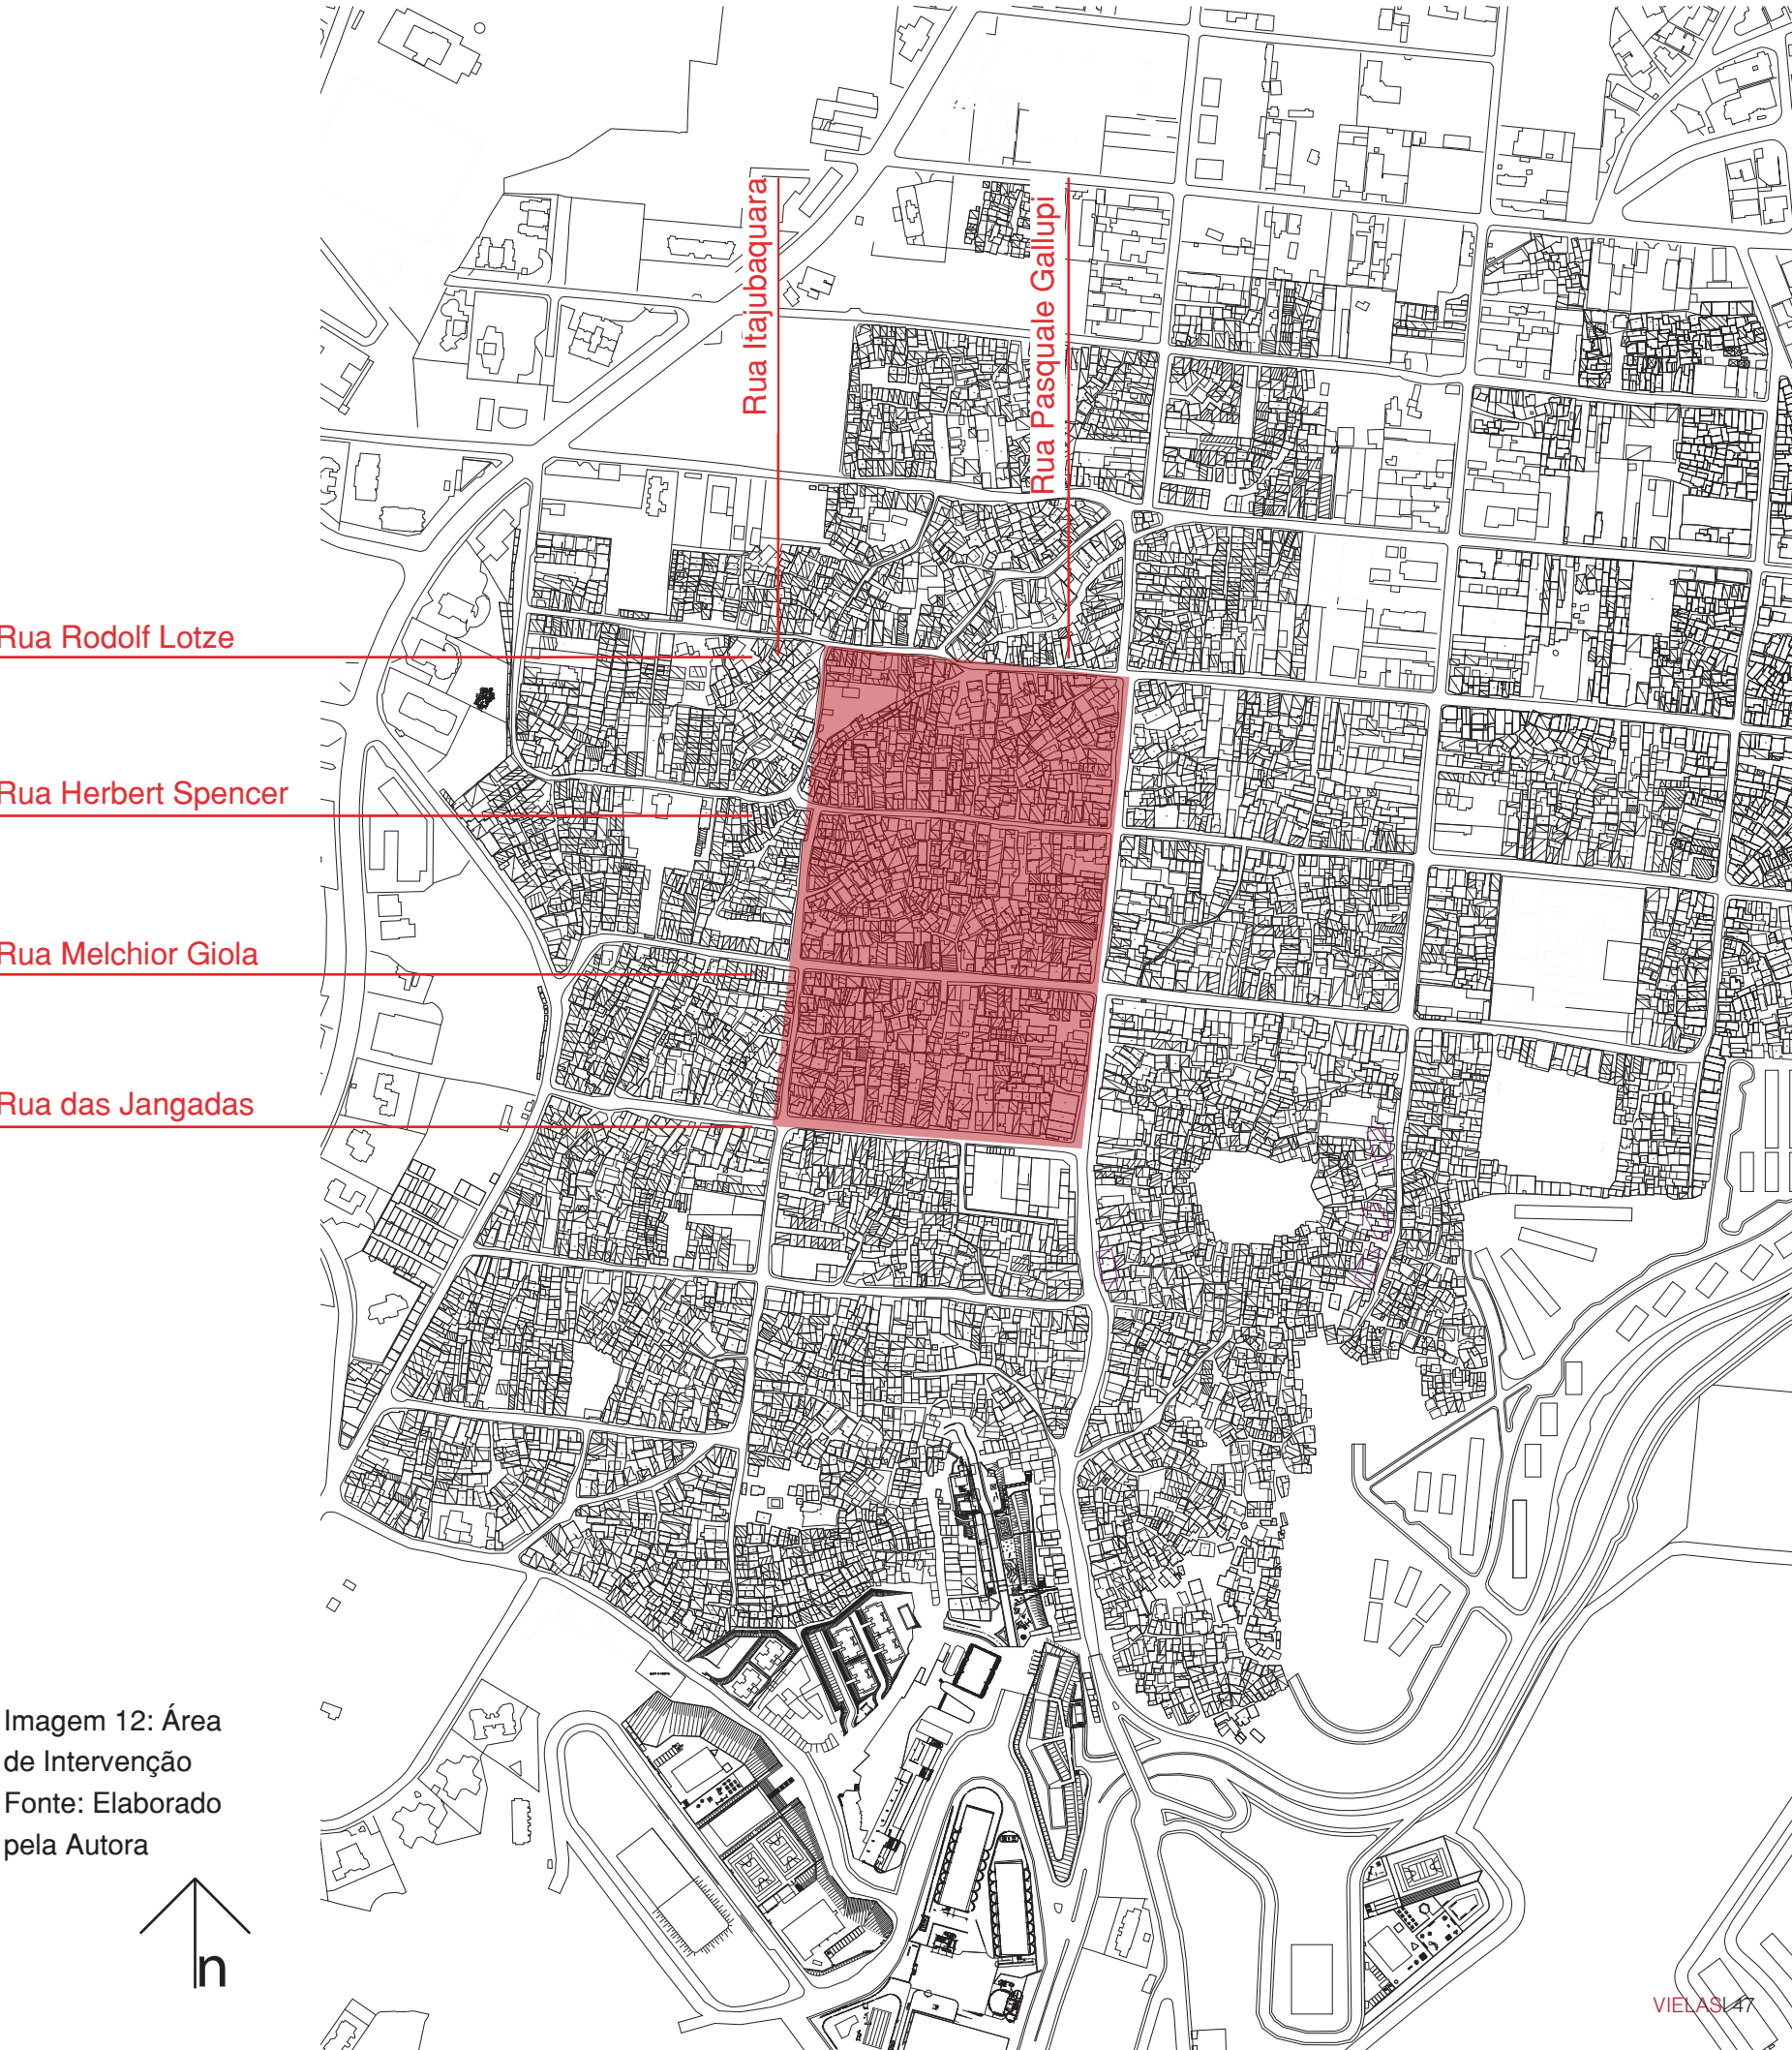 Rua Itajubaquara
Rua Pasquale Gallupi
Rua Rodolf Lotze
Rua Herbert Spencer
Rua Melchior Giola
Rua das Jangadas
Imagem 12: Área
de Intervenção
Fonte: Elaborado
pela Autora
n
VIELAS| 47